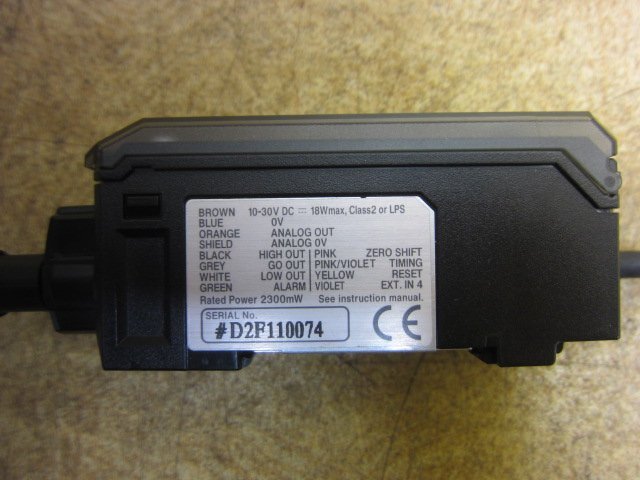 BROWN 10-30V DC ⎓ 18Wmax, Class2 or LPS
BLUE 0V
ORANGE ANALOG OUT
SHIELD ANALOG 0V
BLACK HIGH OUT PINK ZERO SHIFT
GREY GO OUT PINK/VIOLET TIMING
WHITE LOW OUT YELLOW RESET
GREEN ALARM VIOLET EXT. IN 4
Rated Power 2300mW See instruction manual.
SERIAL No.
#D2F110074
CE